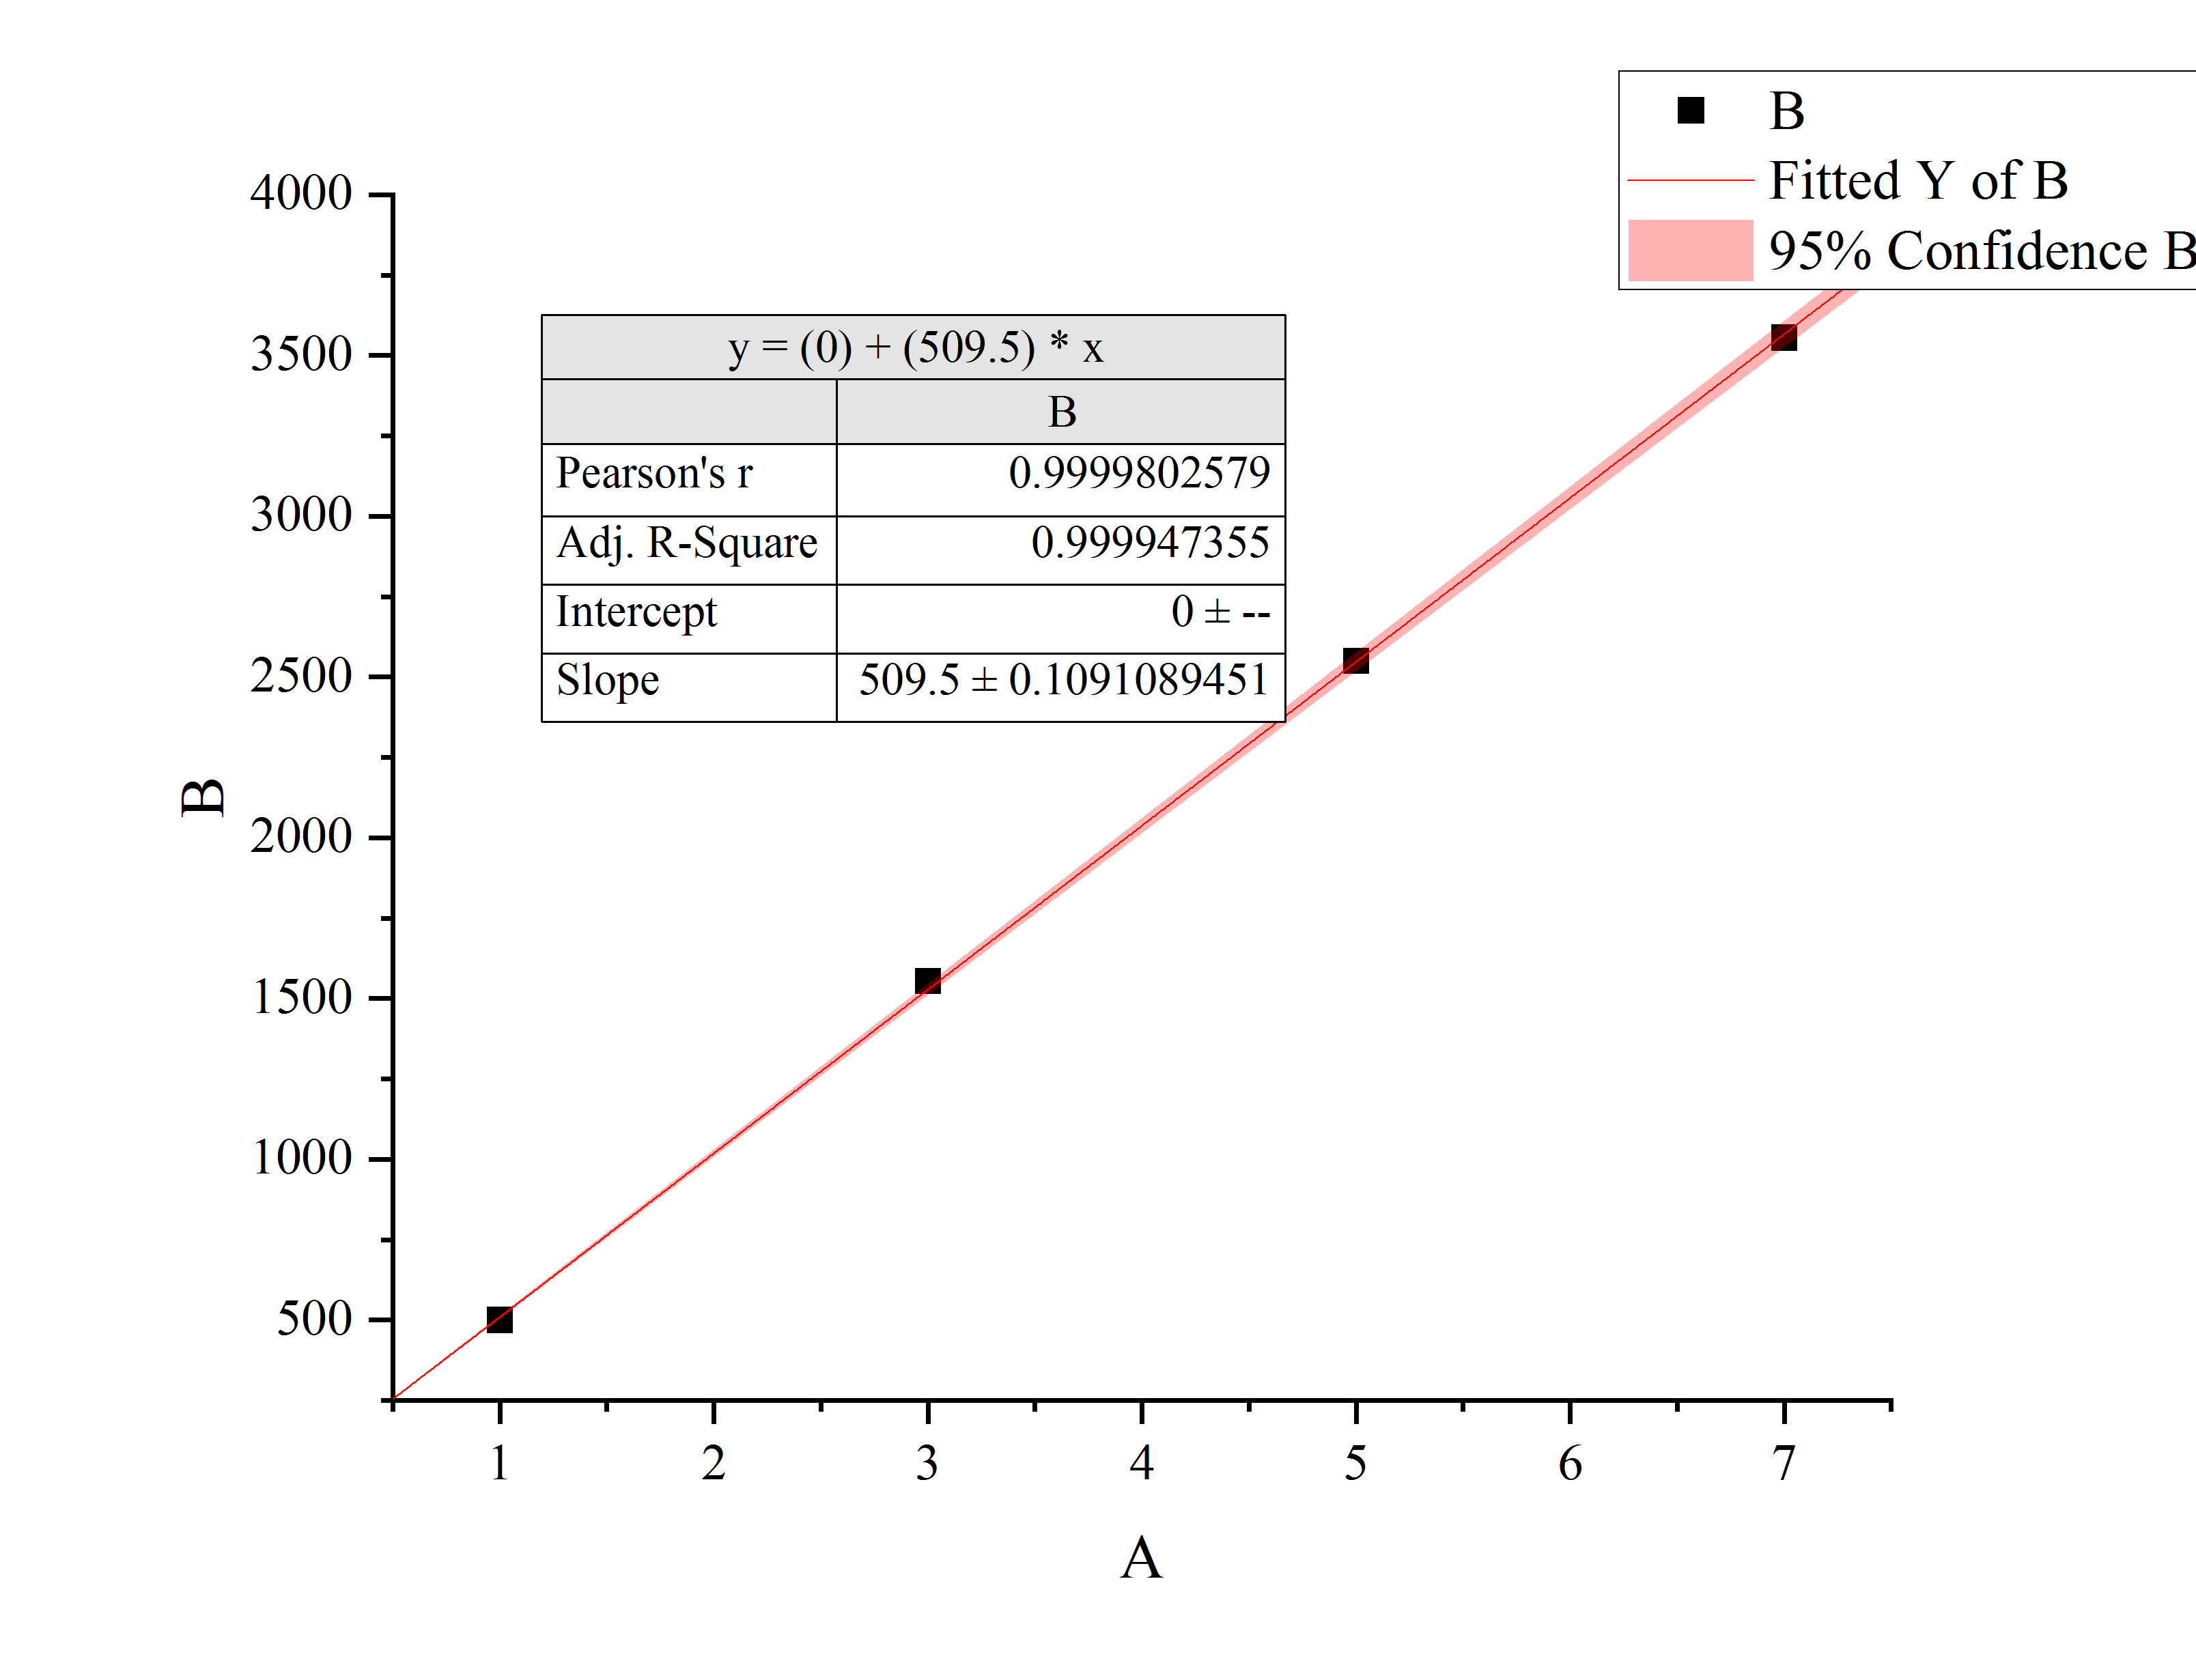 B
Fitted Y of B
95% Confidence B
4000
3500
3000
2500
2000
1500
1000
500
B
y = (0) + (509.5) * x
B
Pearson's r 0.9999802579
Adj. R-Square 0.999947355
Intercept 0 ± --
Slope 509.5 ± 0.1091089451
1 2 3 4 5 6 7
A